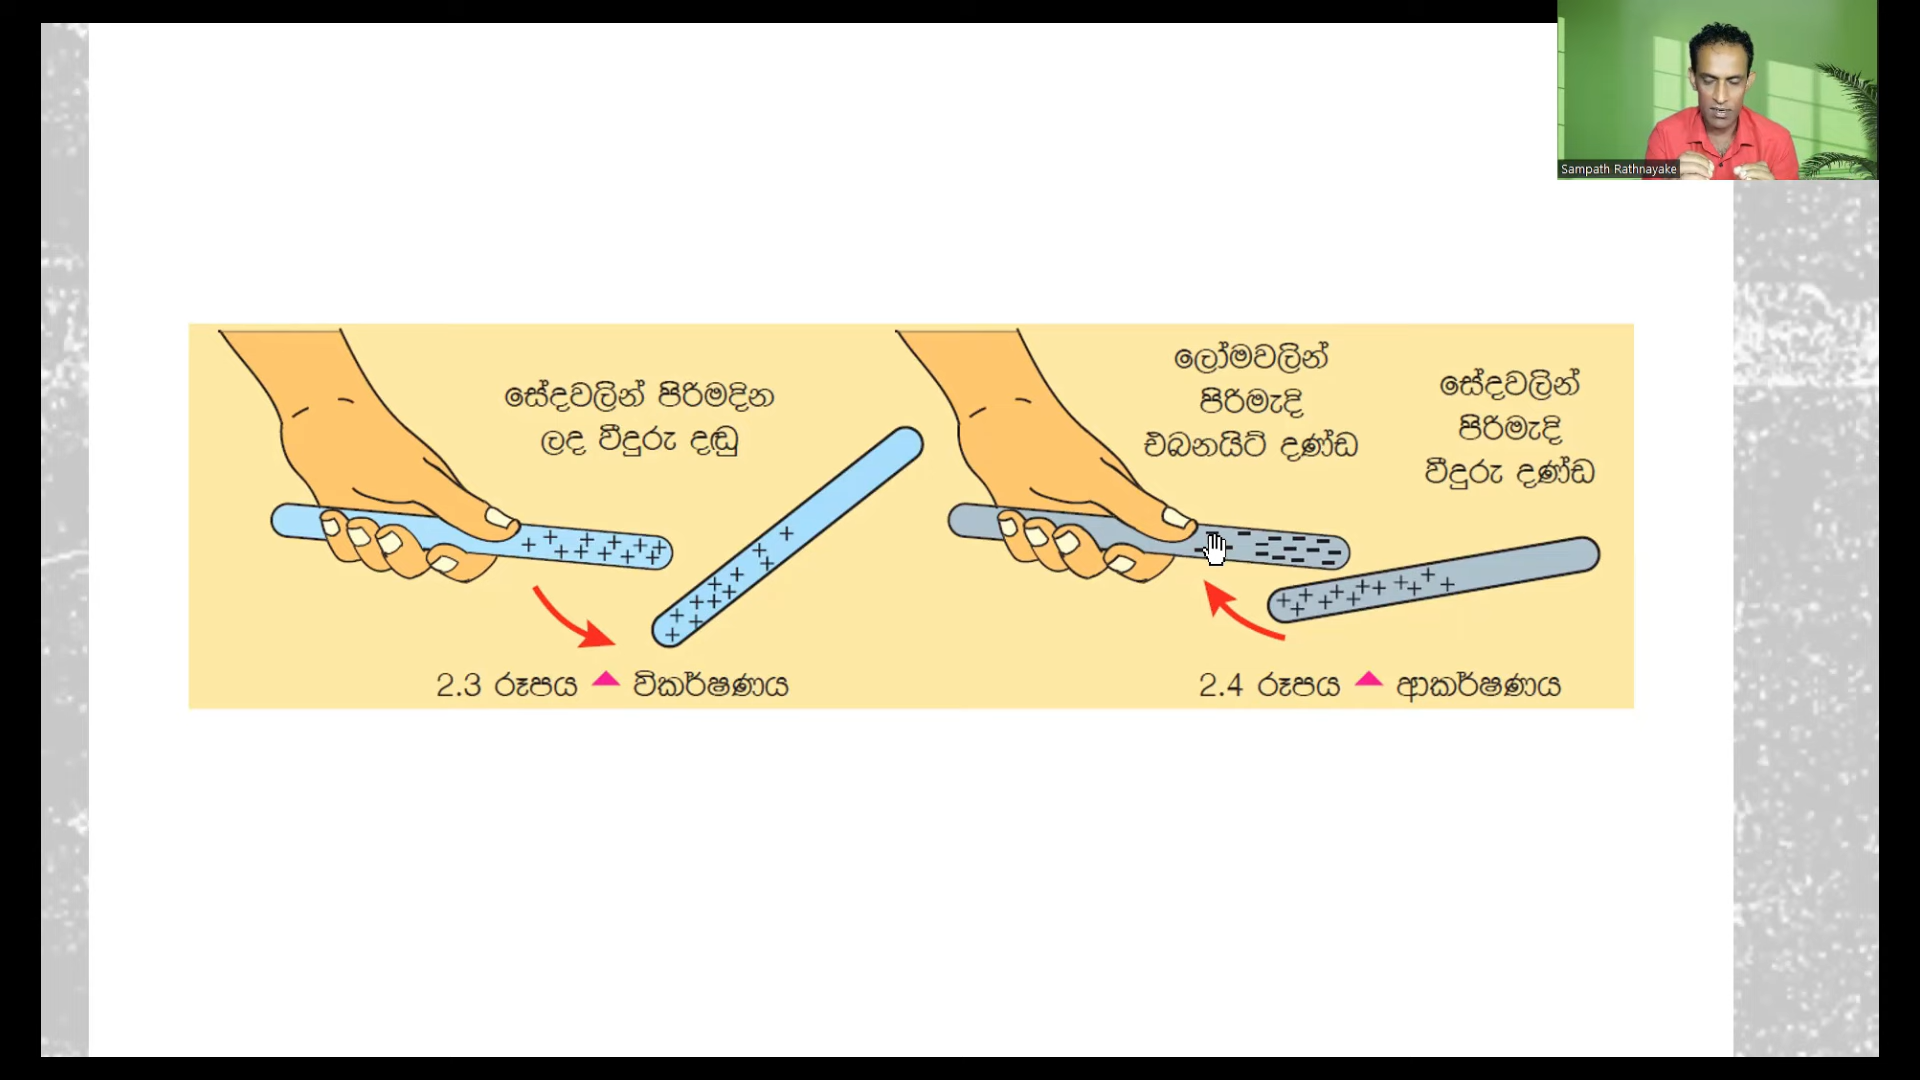 Sampath Rathnayake
සේදවලින් පිරිමදින
ලද වීදුරු දඬු
ලෝමවලින්
පිරිමැදි
එබනයිට් දණ්ඩ
සේදවලින්
පිරිමැදි
වීදුරු දණ්ඩ
2.3 රූපය ▲ විකර්ෂණය
2.4 රූපය ▲ ආකර්ෂණය